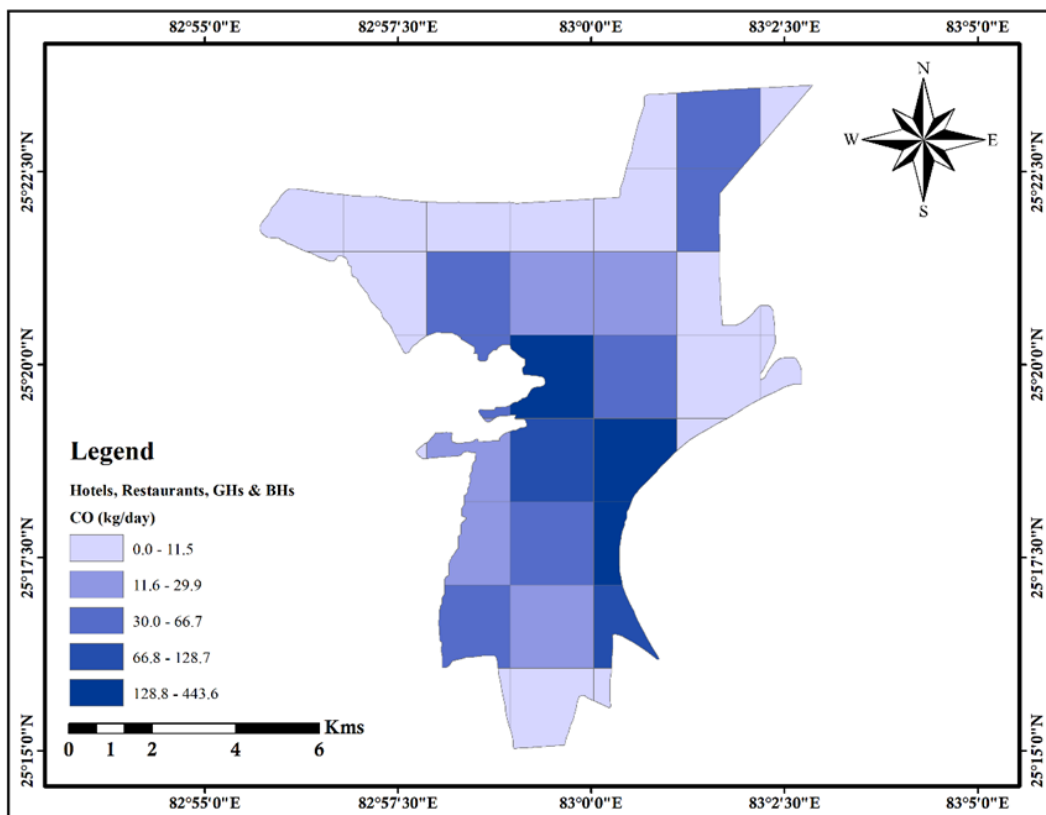 82°55'0"E 82°57'30"E 83°0'0"E 83°2'30"E 83°5'0"E
N
W E
S
25°22'30"N 25°22'30"N
25°20'0"N 25°20'0"N
25°17'30"N 25°17'30"N
25°15'0"N 25°15'0"N
Legend
Hotels, Restaurants, GHs & BHs
CO (kg/day)
0.0 - 11.5
11.6 - 29.9
30.0 - 66.7
66.8 - 128.7
128.8 - 443.6
Kms
0 1 2 4 6
82°55'0"E 82°57'30"E 83°0'0"E 83°2'30"E 83°5'0"E